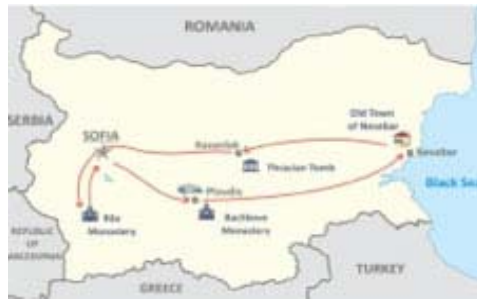 ROMANIA
SERBIA
SOFIA
Old Town
of Nessebar
Kazanlak
Nessebar
Thracian Tomb
Plovdiv
Black Sea
Rila
Monastery
Bachkovo
Monastery
REPUBLIC
OF
MACEDONIA
TURKEY
GREECE